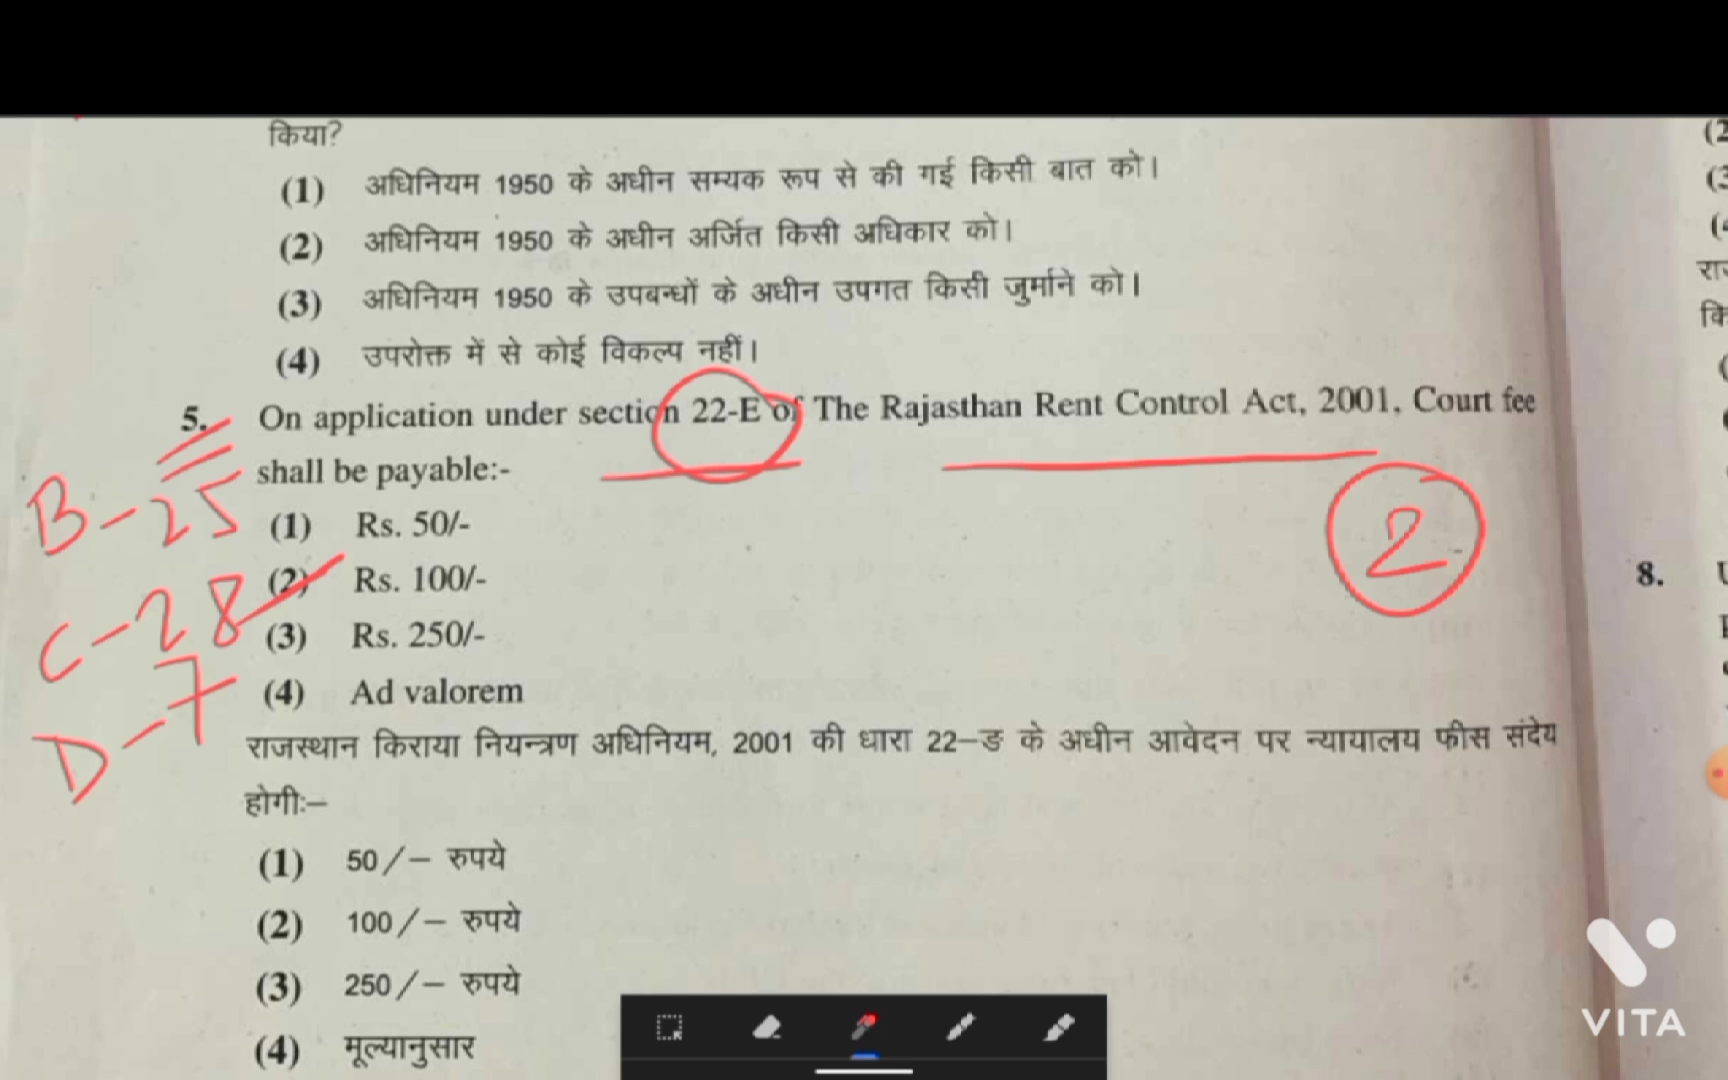 किया?
(1) अधिनियम 1950 के अधीन सम्यक रूप से की गई किसी बात को।
(2) अधिनियम 1950 के अधीन अर्जित किसी अधिकार को।
(3) अधिनियम 1950 के उपबन्धों के अधीन उपगत किसी जुर्माने को।
(4) उपरोक्त में से कोई विकल्प नहीं।
5. On application under section 22-E of The Rajasthan Rent Control Act, 2001, Court fee
shall be payable:-
(1) Rs. 50/-
(2) Rs. 100/-
(3) Rs. 250/-
(4) Ad valorem
राजस्थान किराया नियन्त्रण अधिनियम, 2001 की धारा 22–ङ के अधीन आवेदन पर न्यायालय फीस संदेय
होगीः–
(1) 50/– रुपये
(2) 100/– रुपये
(3) 250/– रुपये
(4) मूल्यानुसार
B-25
C-28
D-7
2
8.
VITA